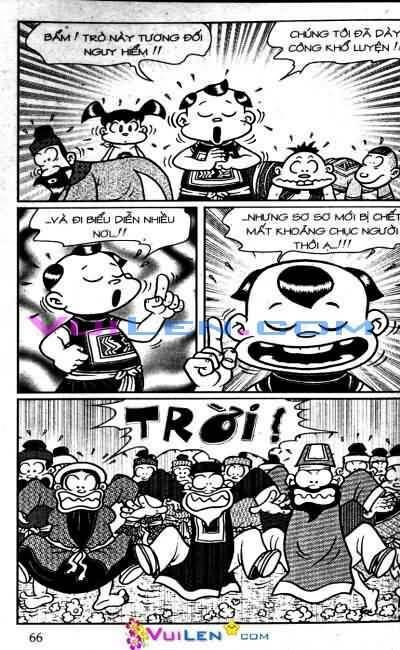 BẨM ! TRÒ NÀY TƯƠNG ĐỐI
NGUY HIỂM !!
CHÚNG TÔI ĐÃ DÀY
CÔNG KHỔ LUYỆN !!
...VÀ ĐI BIỂU DIỄN NHIỀU
NƠI...!!
...NHƯNG SƠ SƠ MỚI BỊ CHẾT
MẤT KHOẢNG CHỤC NGƯỜI
THÔI Ạ...!!!
VUILEN.COM
TRỜI !
66
VUILEN.COM